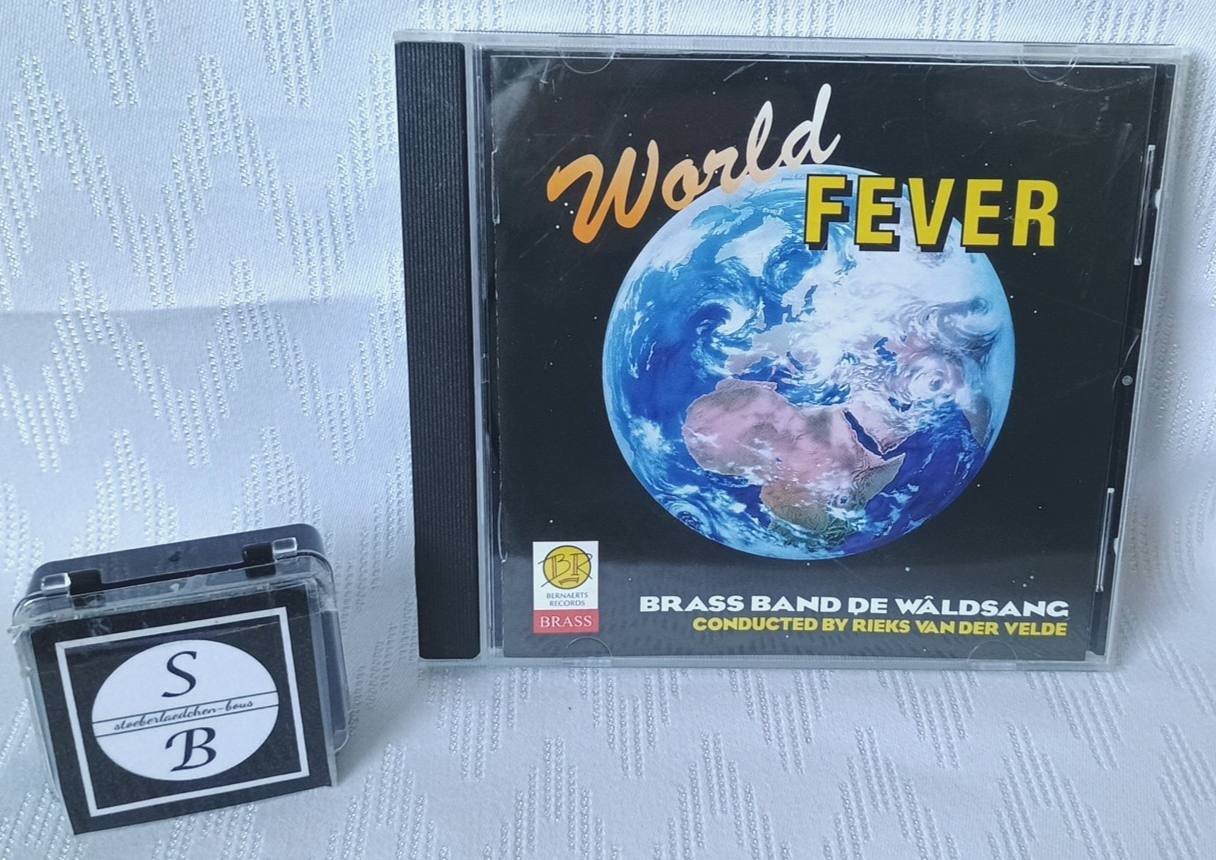 World
FEVER
BR
BERNAERTS
RECORDS
BRASS
BRASS BAND DE WÂLDSANG
CONDUCTED BY RIEKS VAN DER VELDE
S
stoeberlaedchen-bous
B